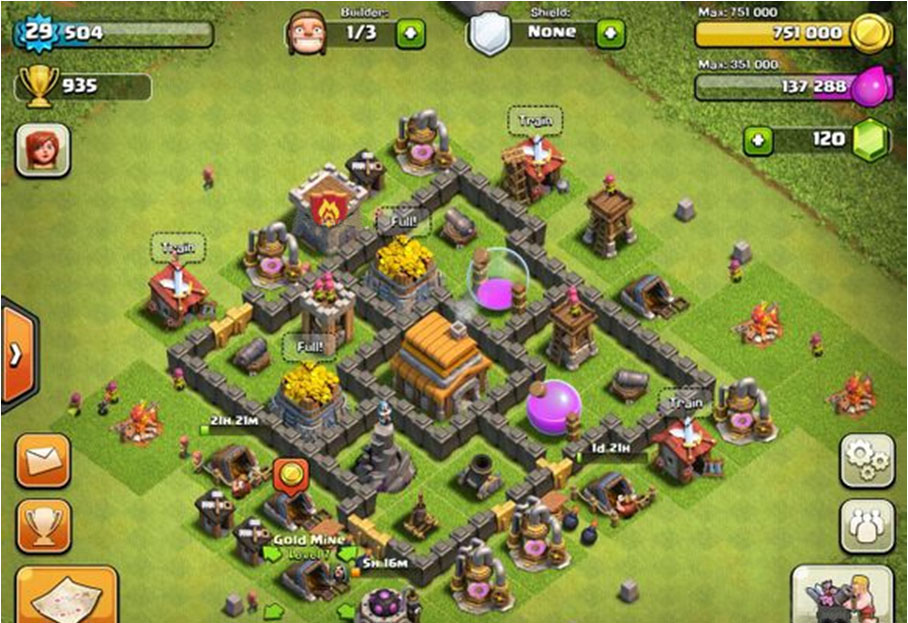 29 504
Builder:
1/3
Shield:
None
Max: 751 000
751 000
Max: 351 000
137 288
935
120
Train
Full!
Train
Full!
Train
21H 21M
1d 21H
Gold Mine
Level 7
5H 16M